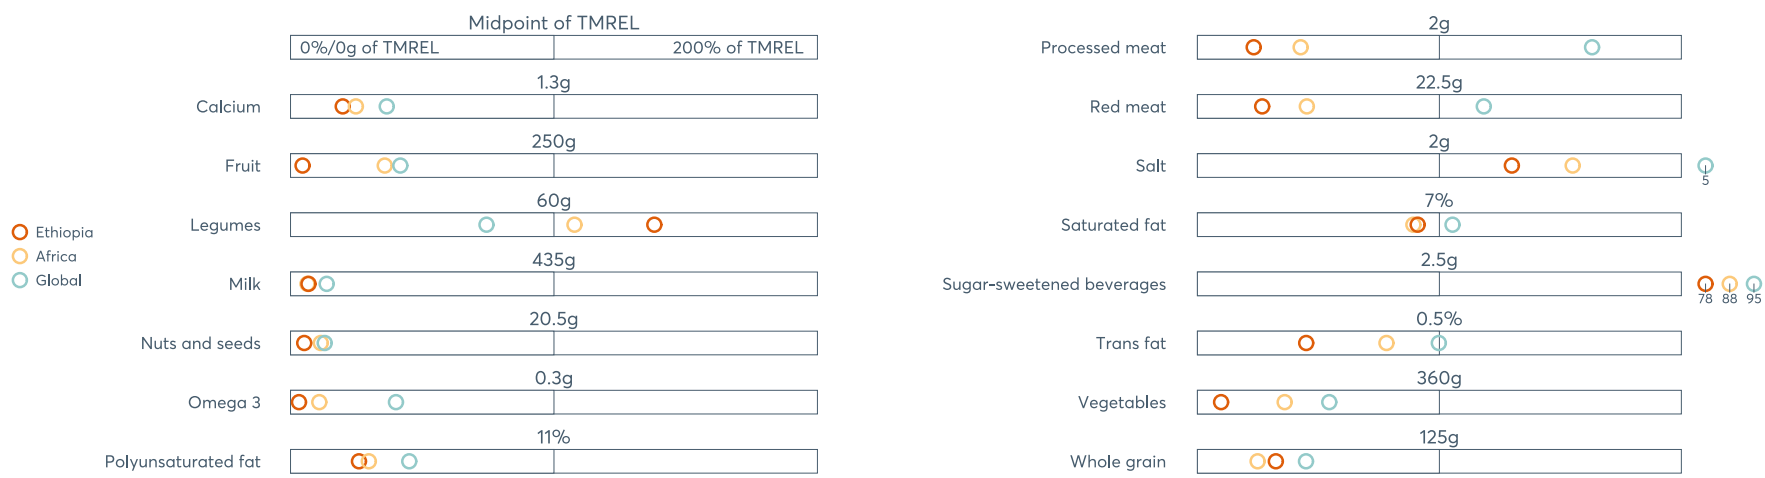 Midpoint of TMREL
0%/0g of TMREL 200% of TMREL
1.3g
Calcium
250g
Fruit
60g
Legumes
435g
Milk
20.5g
Nuts and seeds
0.3g
Omega 3
11%
Polyunsaturated fat
Ethiopia
Africa
Global
2g
Processed meat
22.5g
Red meat
2g
Salt
5
7%
Saturated fat
2.5g
Sugar-sweetened beverages
78 88 95
0.5%
Trans fat
360g
Vegetables
125g
Whole grain